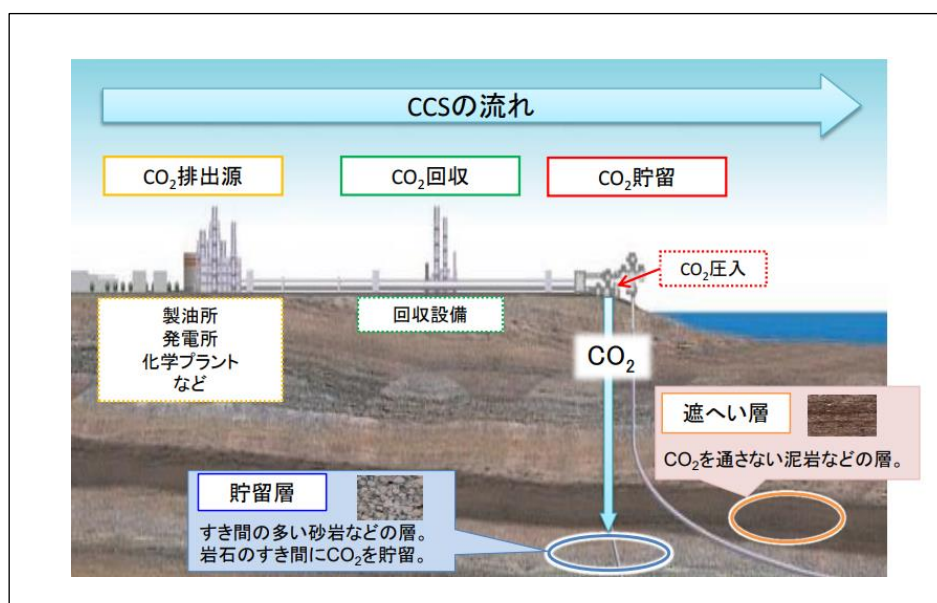 CCSの流れ
CO₂排出源
CO₂回収
CO₂貯留
CO₂圧入
製油所
発電所
化学プラント
など
回収設備
CO₂
遮へい層
CO₂を通さない泥岩などの層。
貯留層
すき間の多い砂岩などの層。
岩石のすき間にCO₂を貯留。